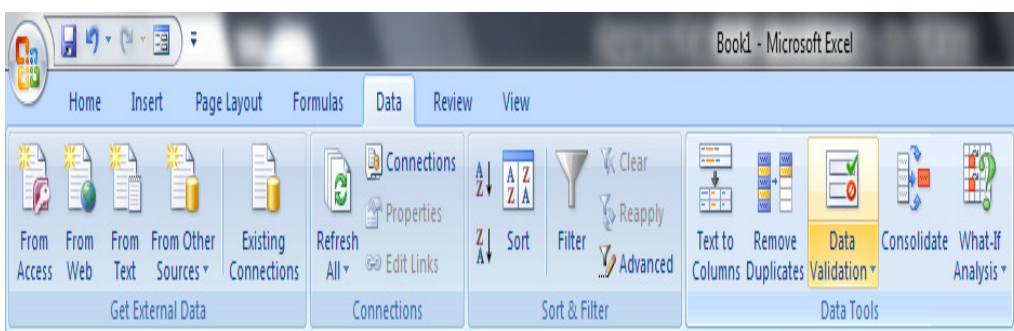 Book1 - Microsoft Excel
Home Insert Page Layout Formulas Data Review View
From Access
From Web
From Text
From Other Sources
Existing Connections
Get External Data
Refresh All
Connections
Properties
Edit Links
Connections
A Z
Z A
A Z Z A
Sort
Filter
Clear
Reapply
Advanced
Sort & Filter
Text to Columns
Remove Duplicates
Data Validation
Consolidate
What-If Analysis
Data Tools